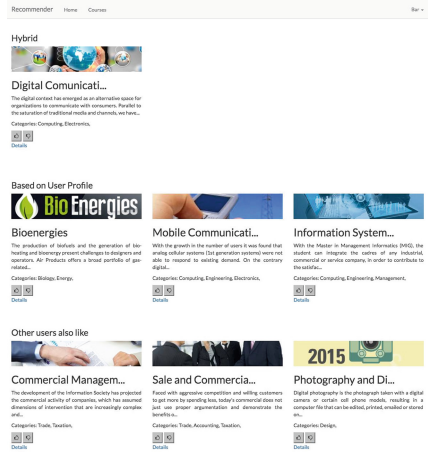 Recommender Home Courses Bar
Hybrid
Digital Comunicati...
The digital context has emerged as an alternative space for
organizations to communicate with consumers. Parallel to
the saturation of traditional media and channels, we have...
Categories: Computing, Electronics,
Details
Based on User Profile
Bio Energies
Bioenergies
The production of biofuels and the generation of bio-
heating and bioenergy present challenges to designers and
operators. Air Products offers a broad portfolio of gas-
related...
Categories: Biology, Energy,
Details
Mobile Communicati...
With the growth in the number of users it was found that
analog cellular systems (1st generation systems) were not
able to respond to existing demand. On the contrary
digital...
Categories: Computing, Engineering, Electronics,
Details
Information System...
With the Master in Management Informatics (MIG), the
student can integrate the cadres of any industrial,
commercial or service company, in order to contribute to
the satisfac...
Categories: Computing, Engineering, Management,
Details
Other users also like
Commercial Managem...
The development of the Information Society has projected
the commercial activity of companies, which has assumed
dimensions of intervention that are increasingly complex
and...
Categories: Trade, Taxation,
Details
Sale and Commercia...
Faced with aggressive competition and willing customers
to get more by spending less, today's commercial does not
just use proper argumentation and demonstrate the
benefits o...
Categories: Trade, Accounting, Taxation,
Details
2015
Photography and Di...
Digital photography is the photograph taken with a digital
camera or certain cell phone models, resulting in a
computer file that can be edited, printed, emailed or stored
on...
Categories: Design,
Details